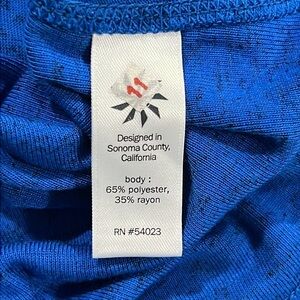 11
Designed in
Sonoma County,
California
body :
65% polyester,
35% rayon
RN #54023